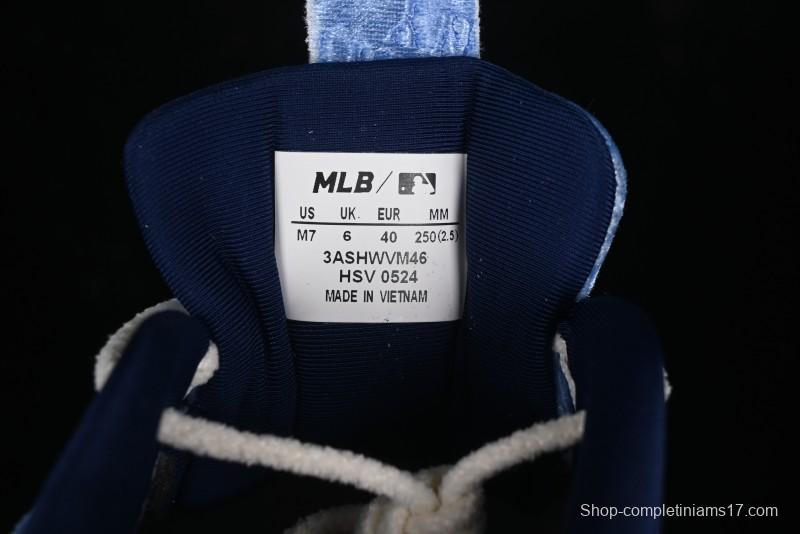 MLB
US UK. EUR MM
M7 6 40 250(2.5)
3ASHWVM46
HSV 0524
MADE IN VIETNAM
Shop-completiniams17.com